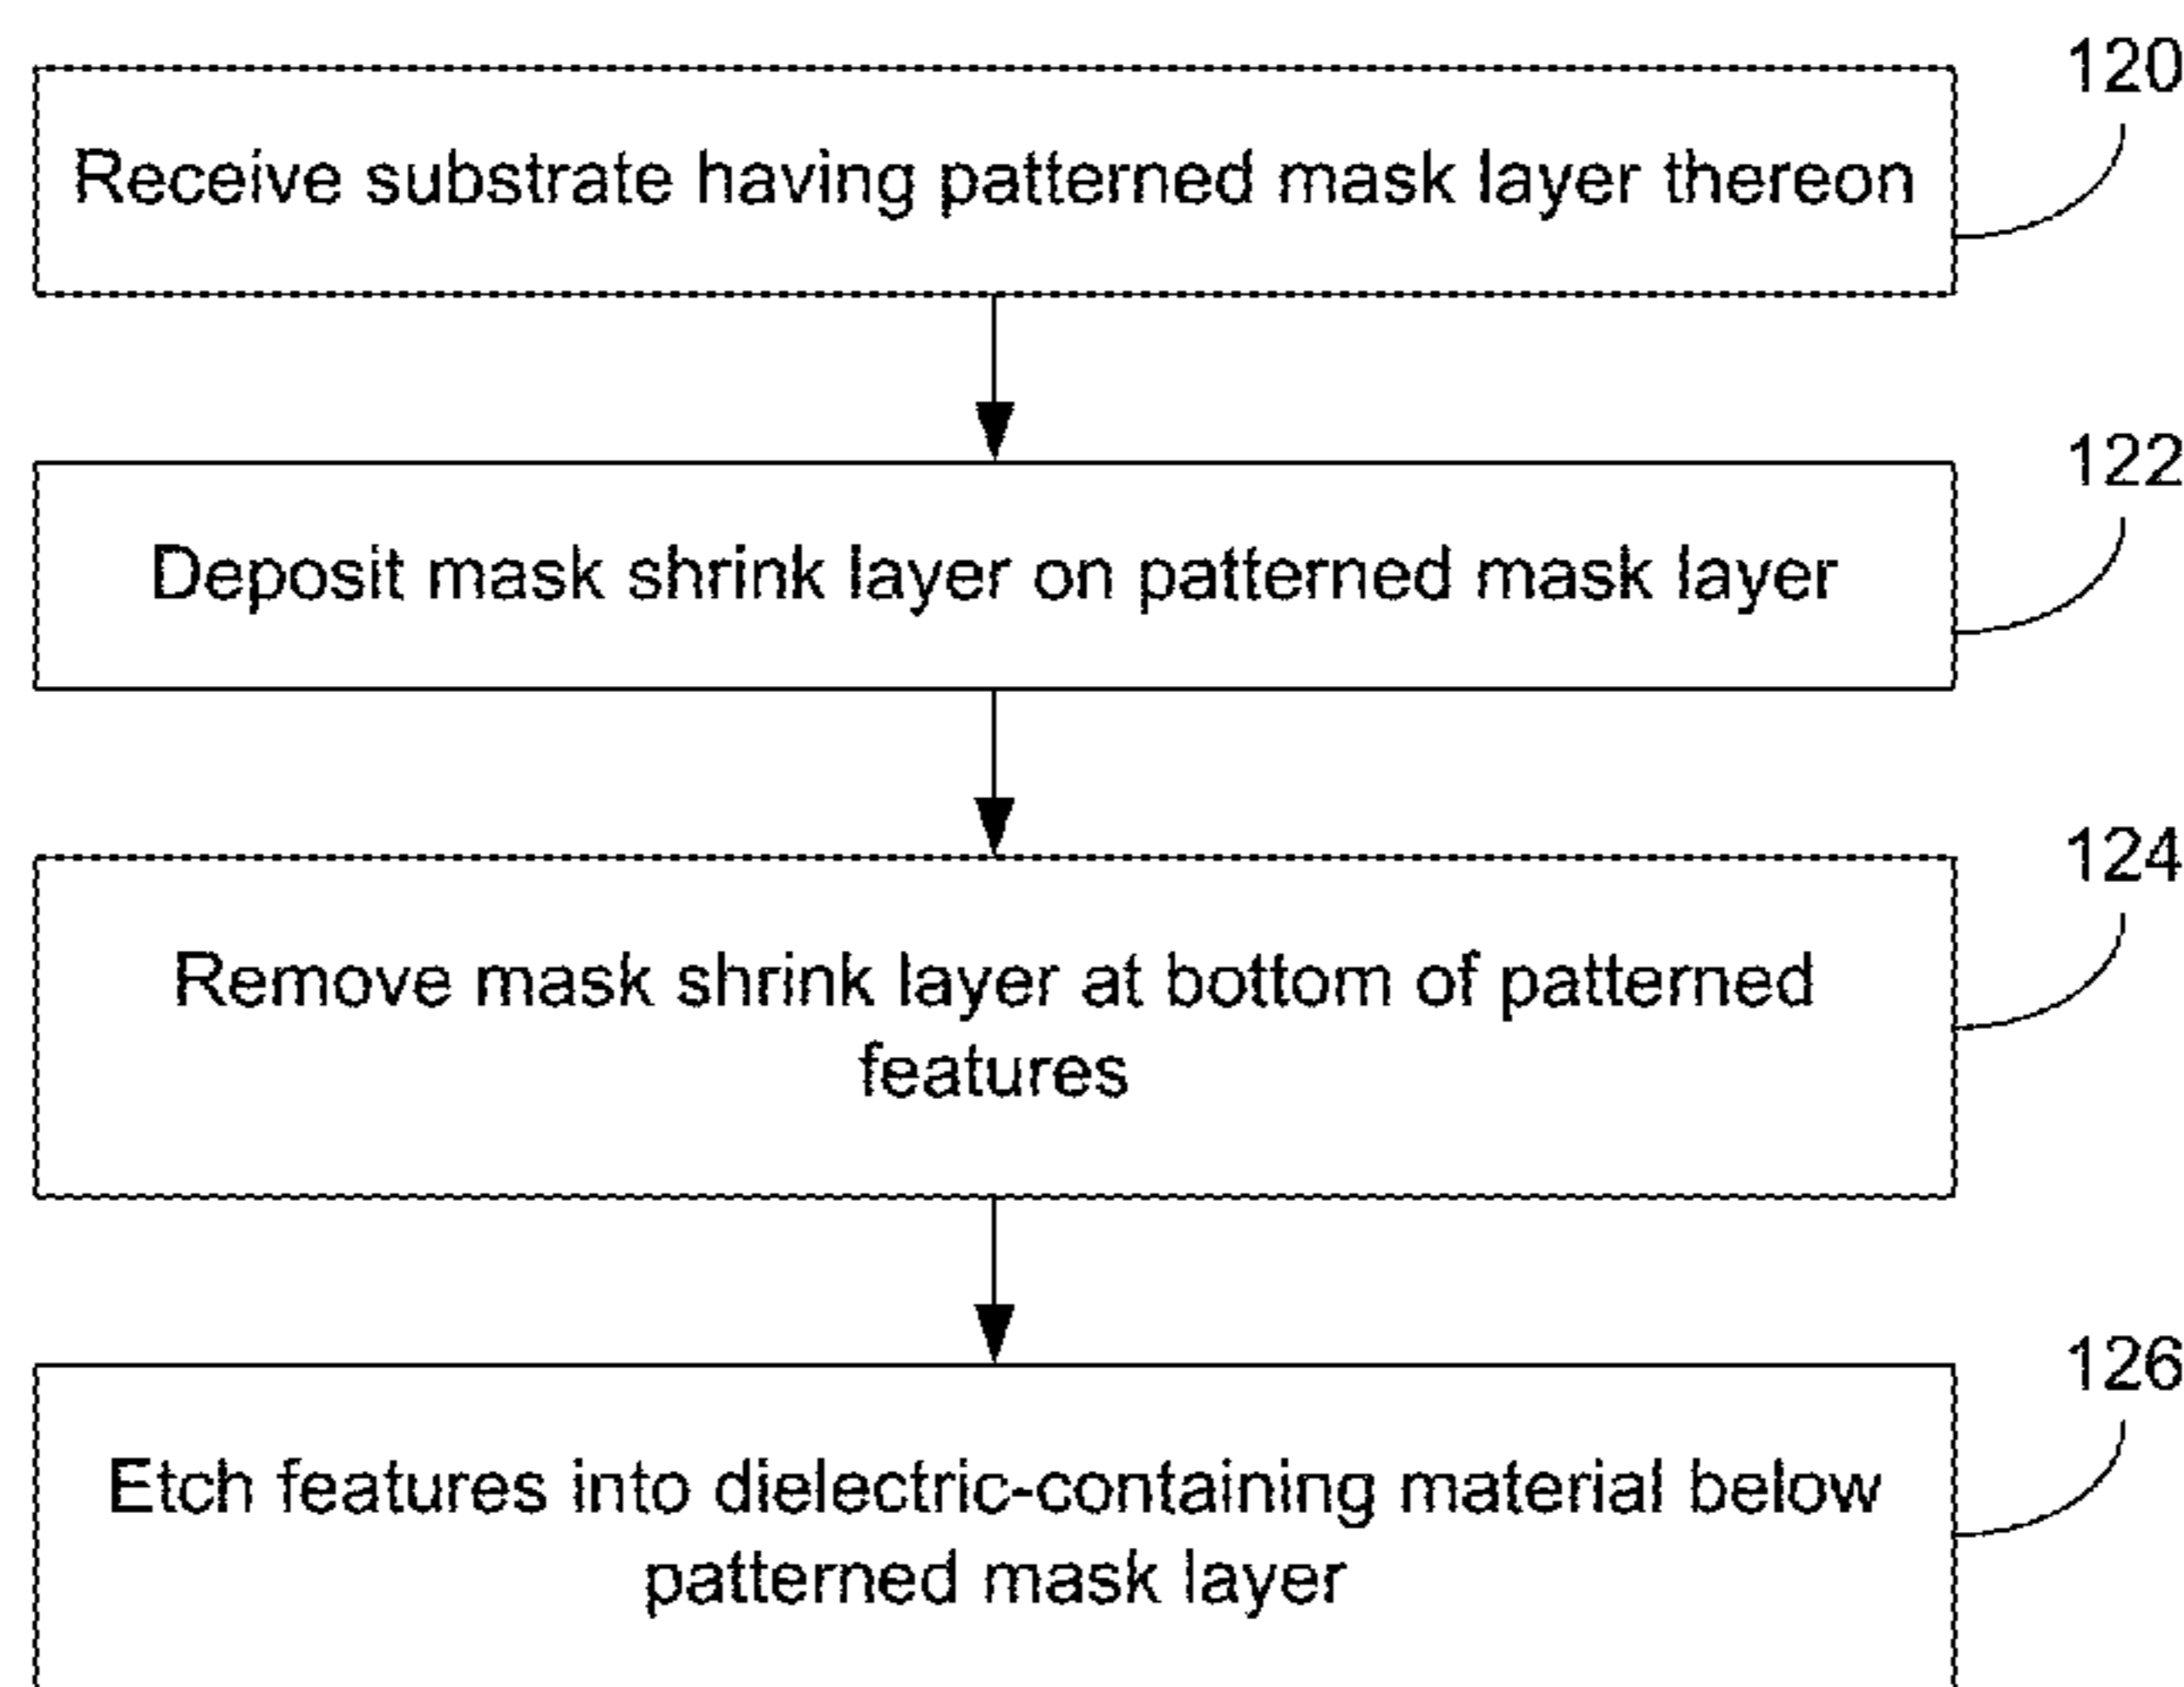 120
Receive substrate having patterned mask layer thereon
122
Deposit mask shrink layer on patterned mask layer
124
Remove mask shrink layer at bottom of patterned
features
126
Etch features into dielectric-containing material below
patterned mask layer